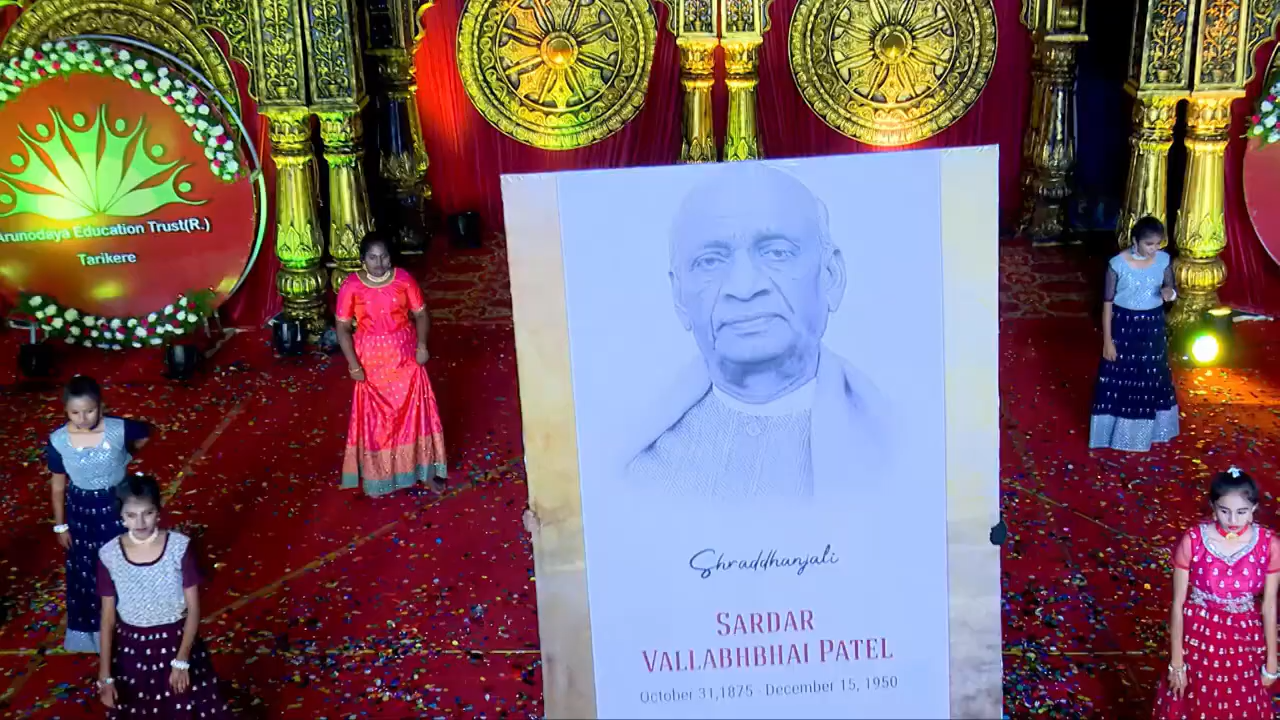 Arunodaya Education Trust(R.)
Tarikere
Shraddhanjali
SARDAR
VALLABHBHAI PATEL
October 31,1875 - December 15, 1950